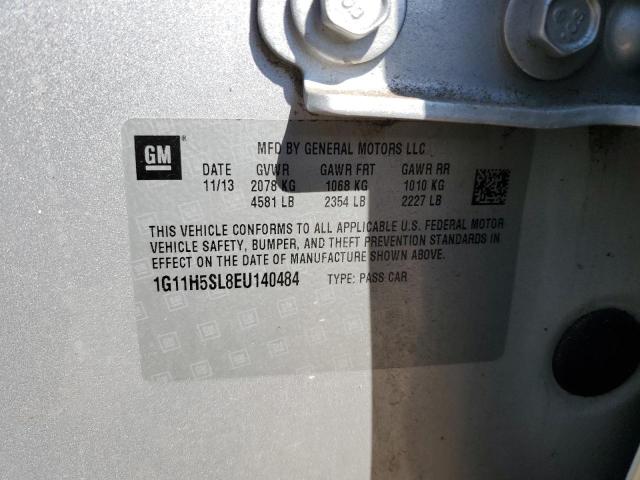 GM ® MFD BY GENERAL MOTORS LLC
DATE GVWR GAWR FRT GAWR RR
11/13 2078 KG 1068 KG 1010 KG
4581 LB 2354 LB 2227 LB
THIS VEHICLE CONFORMS TO ALL APPLICABLE U.S. FEDERAL MOTOR
VEHICLE SAFETY, BUMPER, AND THEFT PREVENTION STANDARDS IN
EFFECT ON THE DATE OF MANUFACTURE SHOWN ABOVE.
1G11H5SL8EU140484 TYPE: PASS CAR